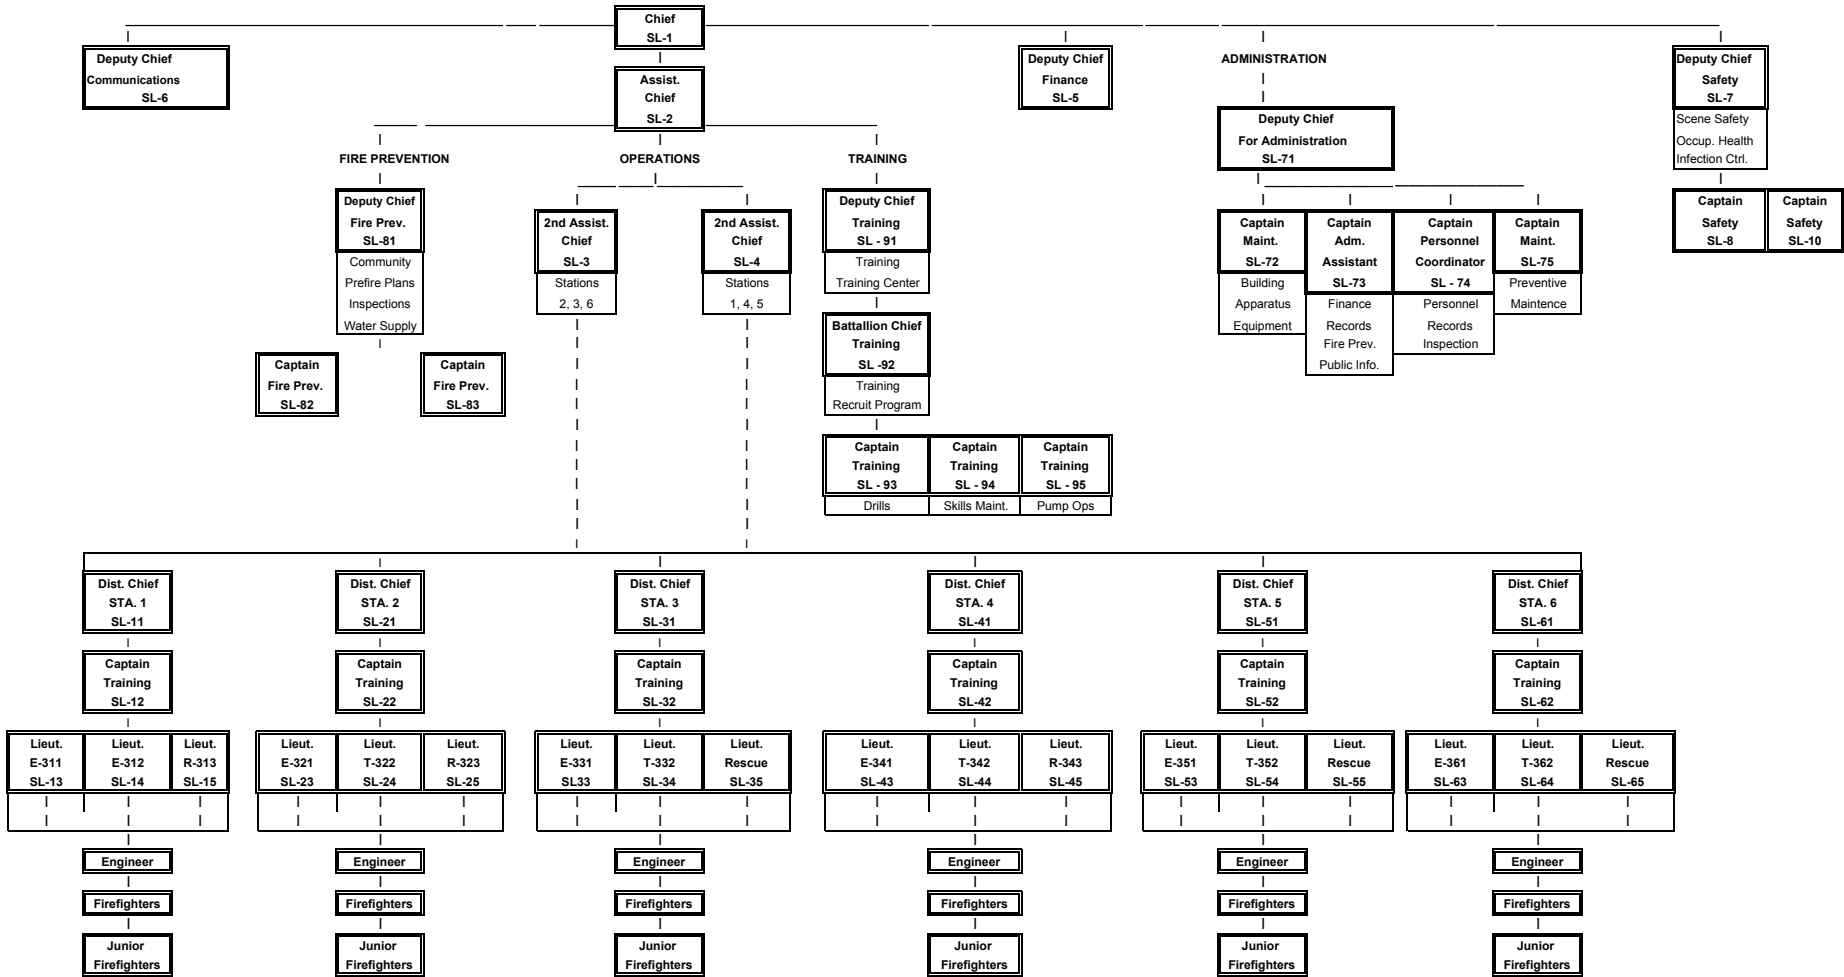 Chief
SL-1
Deputy Chief
Communications
SL-6
Assist.
Chief
SL-2
Deputy Chief
Finance
SL-5
ADMINISTRATION
Deputy Chief
Safety
SL-7
Scene Safety
Occup. Health
Infection Ctrl.
Deputy Chief
For Administration
SL-71
FIRE PREVENTION
OPERATIONS
TRAINING
Deputy Chief
Fire Prev.
SL-81
Community
Prefire Plans
Inspections
Water Supply
2nd Assist.
Chief
SL-3
Stations
2, 3, 6
2nd Assist.
Chief
SL-4
Stations
1, 4, 5
Deputy Chief
Training
SL - 91
Training
Training Center
Captain
Maint.
SL-72
Building
Apparatus
Equipment
Captain
Adm.
Assistant
SL-73
Finance
Records
Fire Prev.
Public Info.
Captain
Personnel
Coordinator
SL - 74
Personnel
Records
Inspection
Captain
Maint.
SL-75
Preventive
Maintence
Captain
Safety
SL-8
Captain
Safety
SL-10
Captain
Fire Prev.
SL-82
Captain
Fire Prev.
SL-83
Battallion Chief
Training
SL -92
Training
Recruit Program
Captain
Training
SL - 93
Drills
Captain
Training
SL - 94
Skills Maint.
Captain
Training
SL - 95
Pump Ops
Dist. Chief
STA. 1
SL-11
Dist. Chief
STA. 2
SL-21
Dist. Chief
STA. 3
SL-31
Dist. Chief
STA. 4
SL-41
Dist. Chief
STA. 5
SL-51
Dist. Chief
STA. 6
SL-61
Captain
Training
SL-12
Captain
Training
SL-22
Captain
Training
SL-32
Captain
Training
SL-42
Captain
Training
SL-52
Captain
Training
SL-62
Lieut.
E-311
SL-13
Lieut.
E-312
SL-14
Lieut.
R-313
SL-15
Lieut.
E-321
SL-23
Lieut.
T-322
SL-24
Lieut.
R-323
SL-25
Lieut.
E-331
SL33
Lieut.
T-332
SL-34
Lieut.
Rescue
SL-35
Lieut.
E-341
SL-43
Lieut.
T-342
SL-44
Lieut.
R-343
SL-45
Lieut.
E-351
SL-53
Lieut.
T-352
SL-54
Lieut.
Rescue
SL-55
Lieut.
E-361
SL-63
Lieut.
T-362
SL-64
Lieut.
Rescue
SL-65
Engineer
Engineer
Engineer
Engineer
Engineer
Engineer
Firefighters
Firefighters
Firefighters
Firefighters
Firefighters
Firefighters
Junior
Firefighters
Junior
Firefighters
Junior
Firefighters
Junior
Firefighters
Junior
Firefighters
Junior
Firefighters